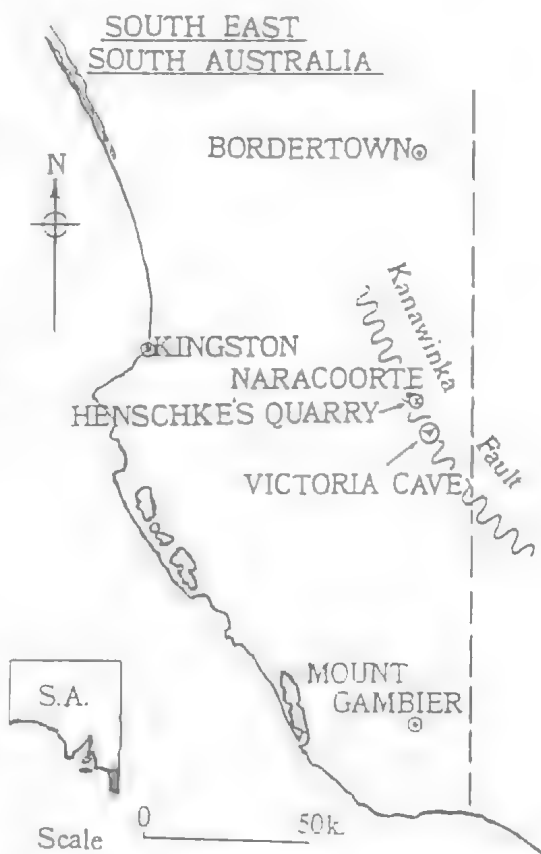 SOUTH EAST
SOUTH AUSTRALIA
BORDERTOWN
N
Kanawinka
KINGSTON
NARACOORTE
HENSCHKE'S QUARRY
Fault
VICTORIA CAVE
MOUNT
GAMBIER
S.A.
0 50k.
Scale